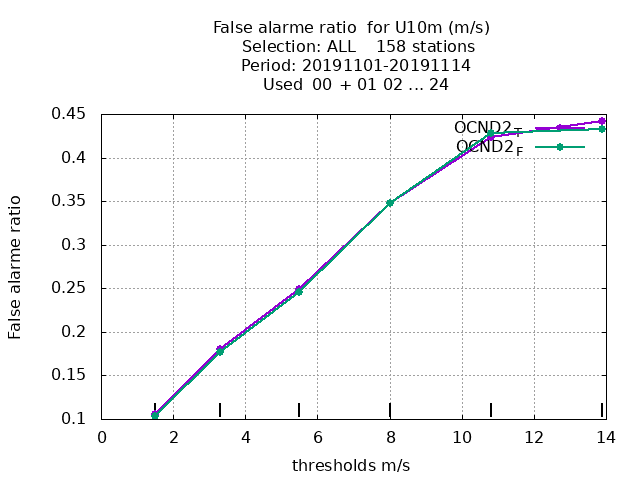 False alarme ratio  for U10m (m/s)
Selection: ALL    158 stations
Period: 20191101-20191114
Used  00 + 01 02 ... 24
0.45
0.4
0.35
0.3
0.25
0.2
0.15
0.1
False alarme ratio
OCND2T
OCND2F
0 2 4 6 8 10 12 14
thresholds m/s